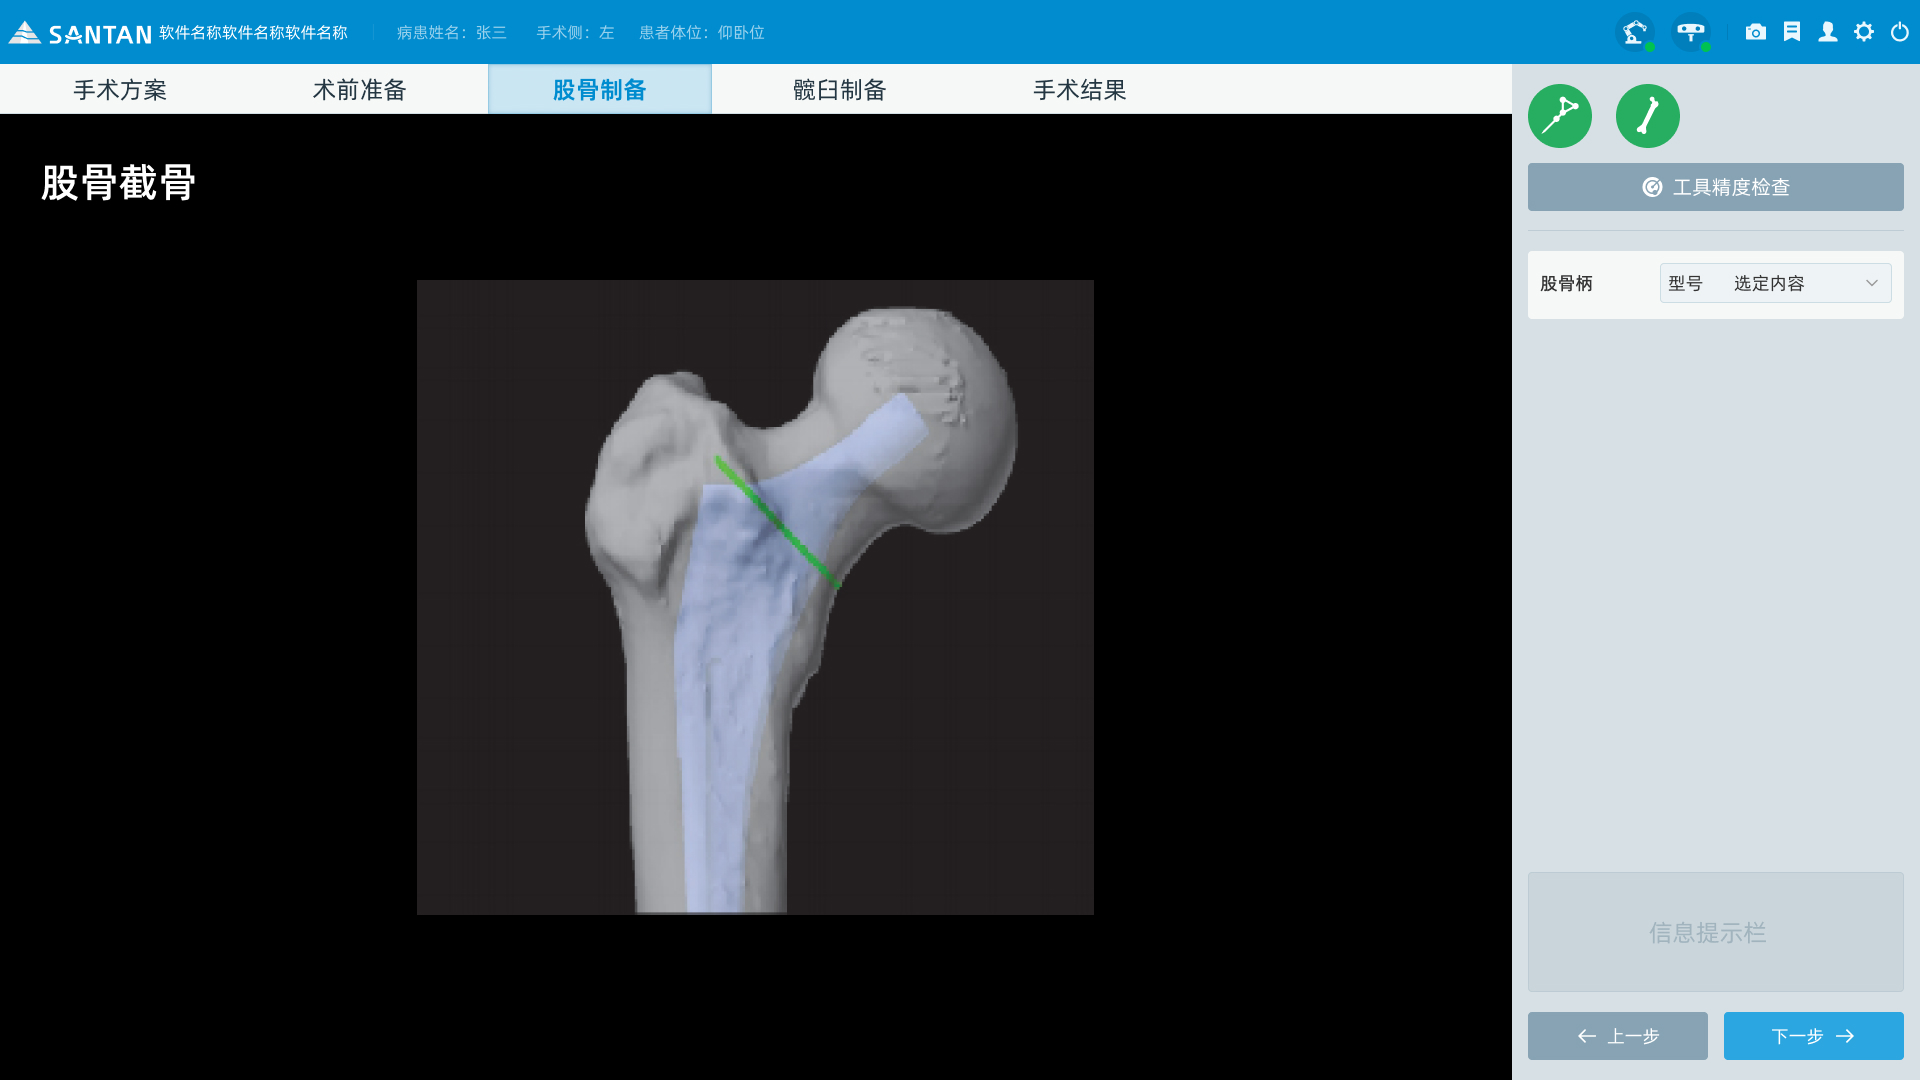 SANTAN 软件名称软件名称软件名称 病患姓名：张三 手术侧：左 患者体位：仰卧位
手术方案 术前准备 股骨制备 髋臼制备 手术结果
股骨截骨
工具精度检查
股骨柄 型号 选定内容
信息提示栏
上一步 下一步